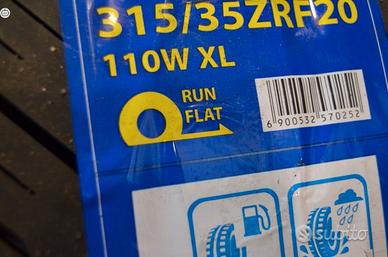 315/35ZRF20
110W XL
RUN
FLAT
6 900532 570252
subito